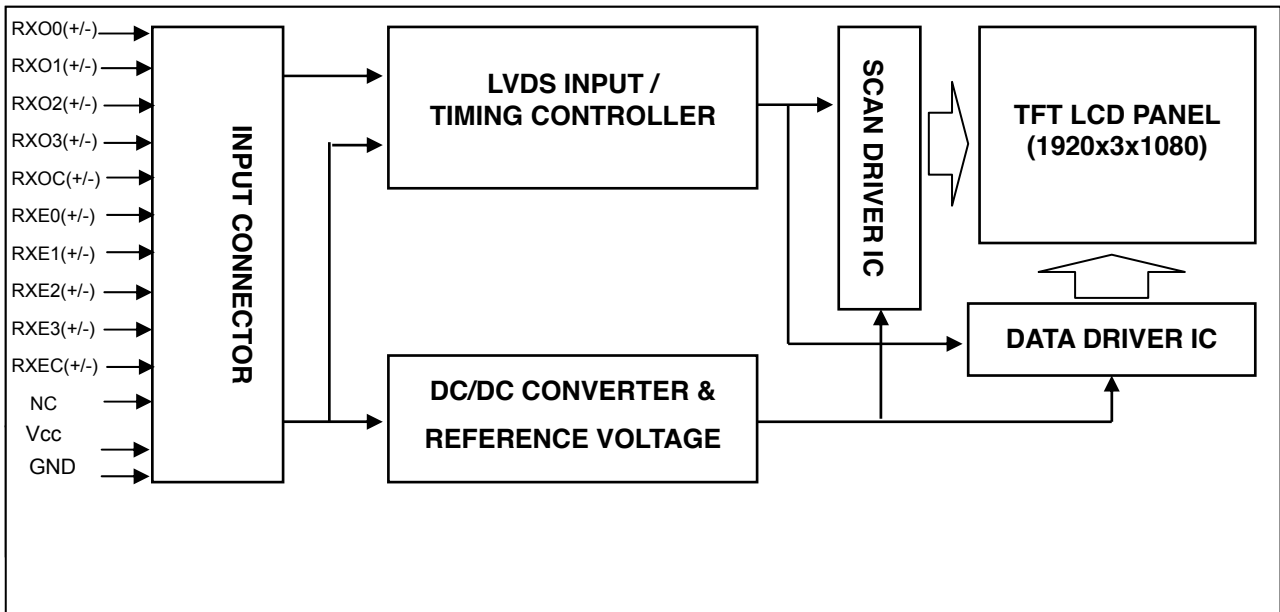 RXO0(+/-)
RXO1(+/-)
RXO2(+/-)
RXO3(+/-)
RXOC(+/-)
RXE0(+/-)
RXE1(+/-)
RXE2(+/-)
RXE3(+/-)
RXEC(+/-)
NC
Vcc
GND
INPUT CONNECTOR
LVDS INPUT /
TIMING CONTROLLER
DC/DC CONVERTER &
REFERENCE VOLTAGE
SCAN DRIVER IC
TFT LCD PANEL
(1920x3x1080)
DATA DRIVER IC